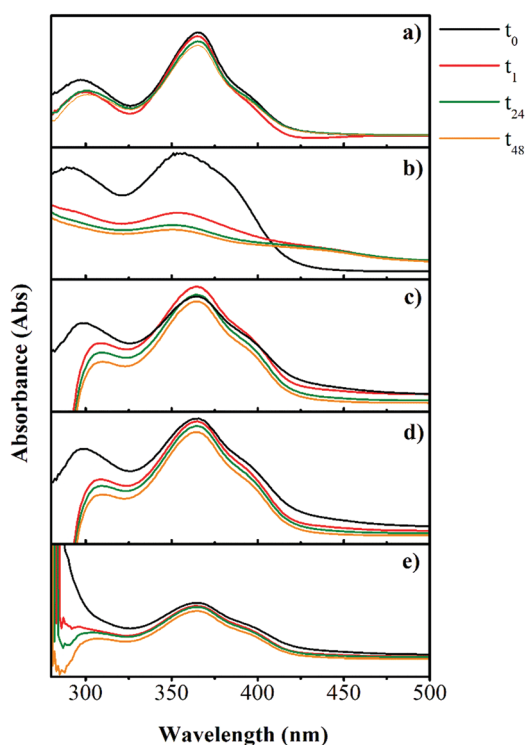 a)
t₀
t₁
t₂₄
t₄₈
b)
c)
d)
e)
Absorbance (Abs)
300 350 400 450 500
Wavelength (nm)